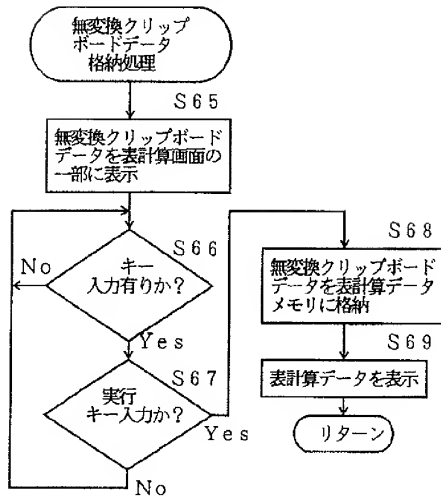 無変換クリップ
ボードデータ
格納処理
S65
無変換クリップボード
データを表計算画面の
一部に表示
S66
No
キー
入力有りか?
Yes
S67
実行
キー入力か?
Yes
No
S68
無変換クリップボード
データを表計算データ
メモリに格納
S69
表計算データを表示
リターン